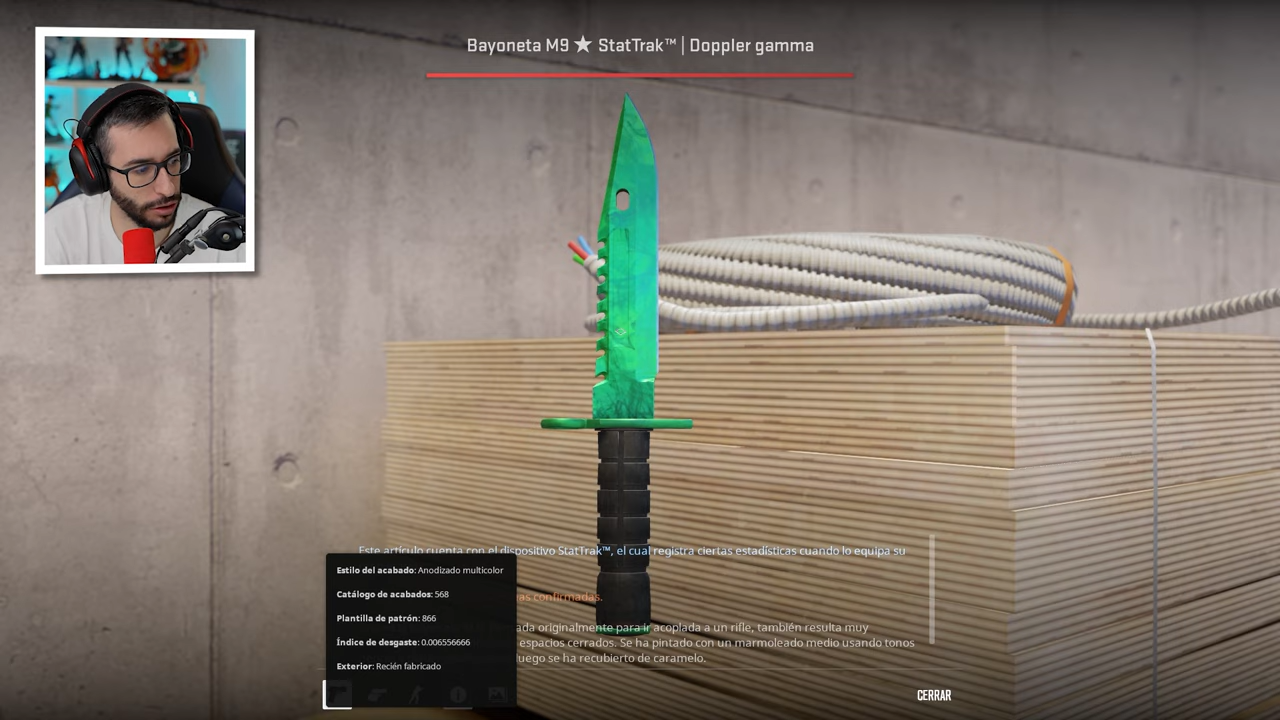 Bayoneta M9 ★ StatTrak™ | Doppler gamma
Este artículo cuenta con el dispositivo StatTrak™, el cual registra ciertas estadísticas cuando lo equipa su
Estilo del acabado: Anodizado multicolor
Catálogo de acabados: 568
confirmadas.
Plantilla de patrón: 866
originalmente para ir acoplada a un rifle, también resulta muy
Índice de desgaste: 0.006556666
espacios cerrados. Se ha pintado con un marmoleado medio usando tonos
luego se ha recubierto de caramelo.
Exterior: Recién fabricado
CERRAR